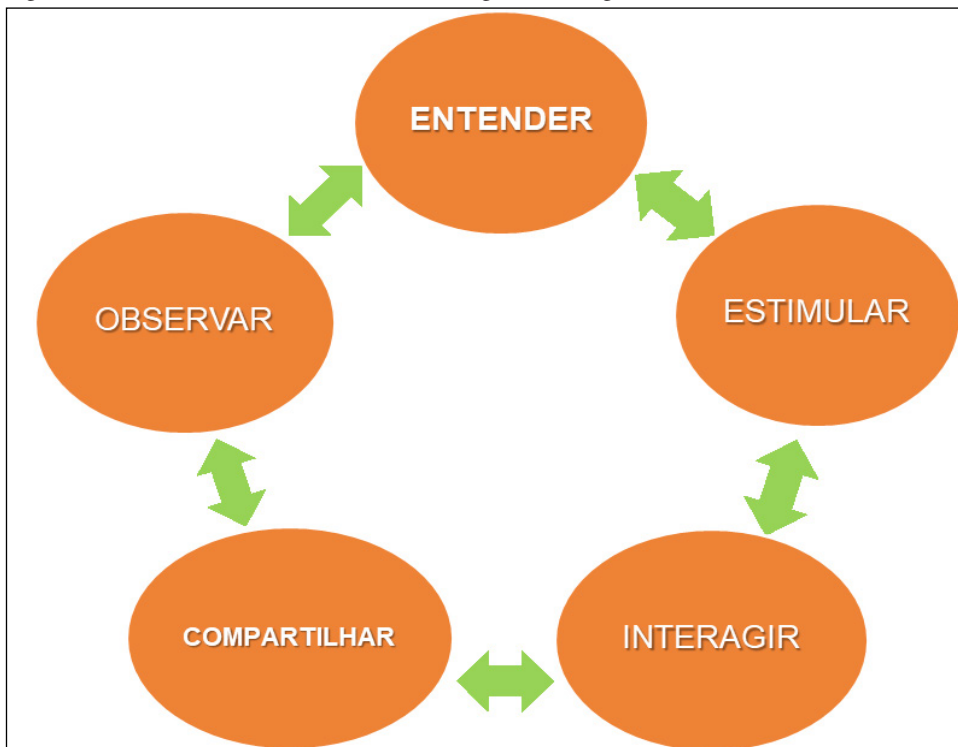 ENTENDER
OBSERVAR
ESTIMULAR
COMPARTILHAR
INTERAGIR